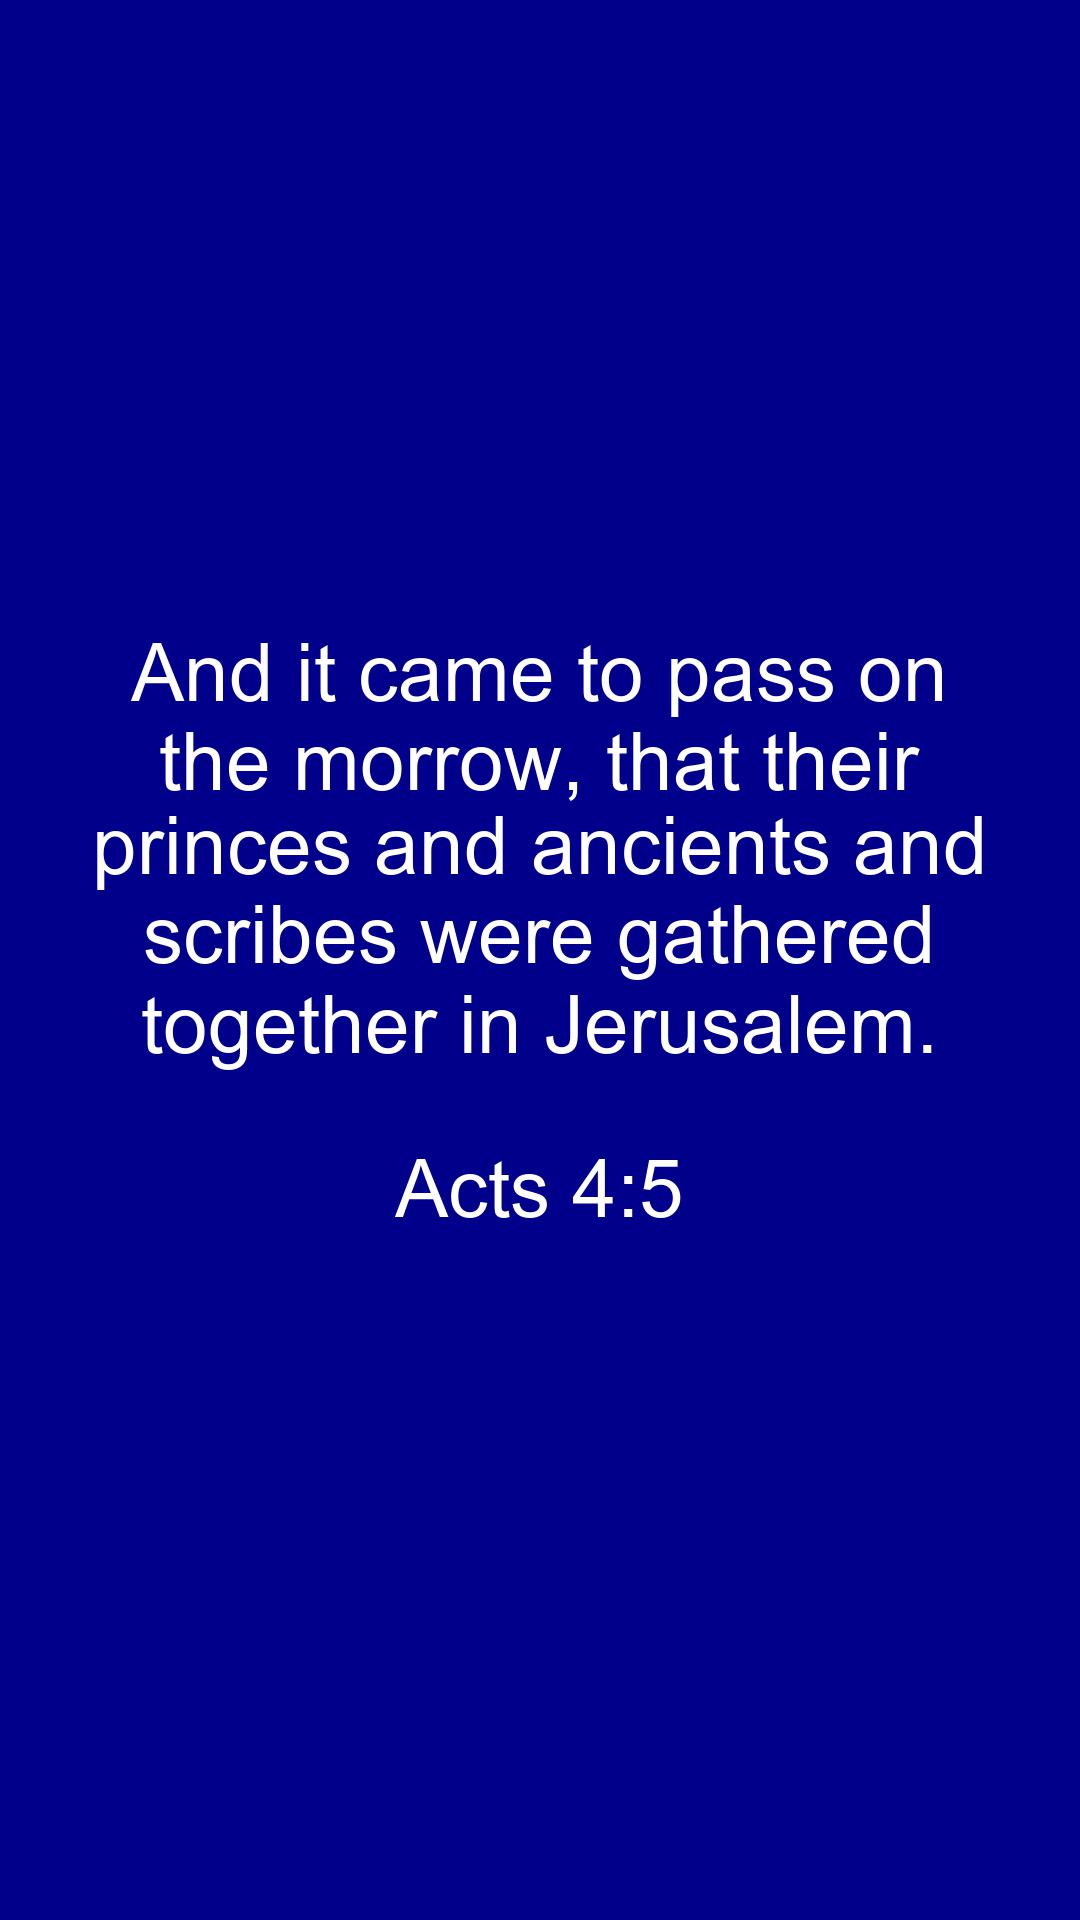 And it came to pass on
the morrow, that their
princes and ancients and
scribes were gathered
together in Jerusalem.
Acts 4:5